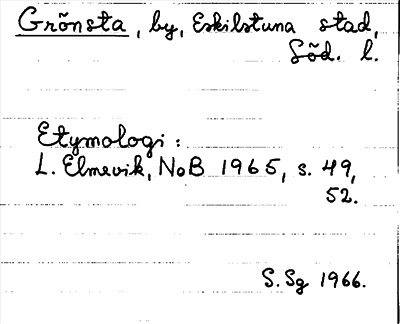 Grönsta, by, Eskilstuna stad,
Söd. l.
Etymologi:
L. Elmevik, NoB 1965, s. 49,
52.
S. Sg 1966.